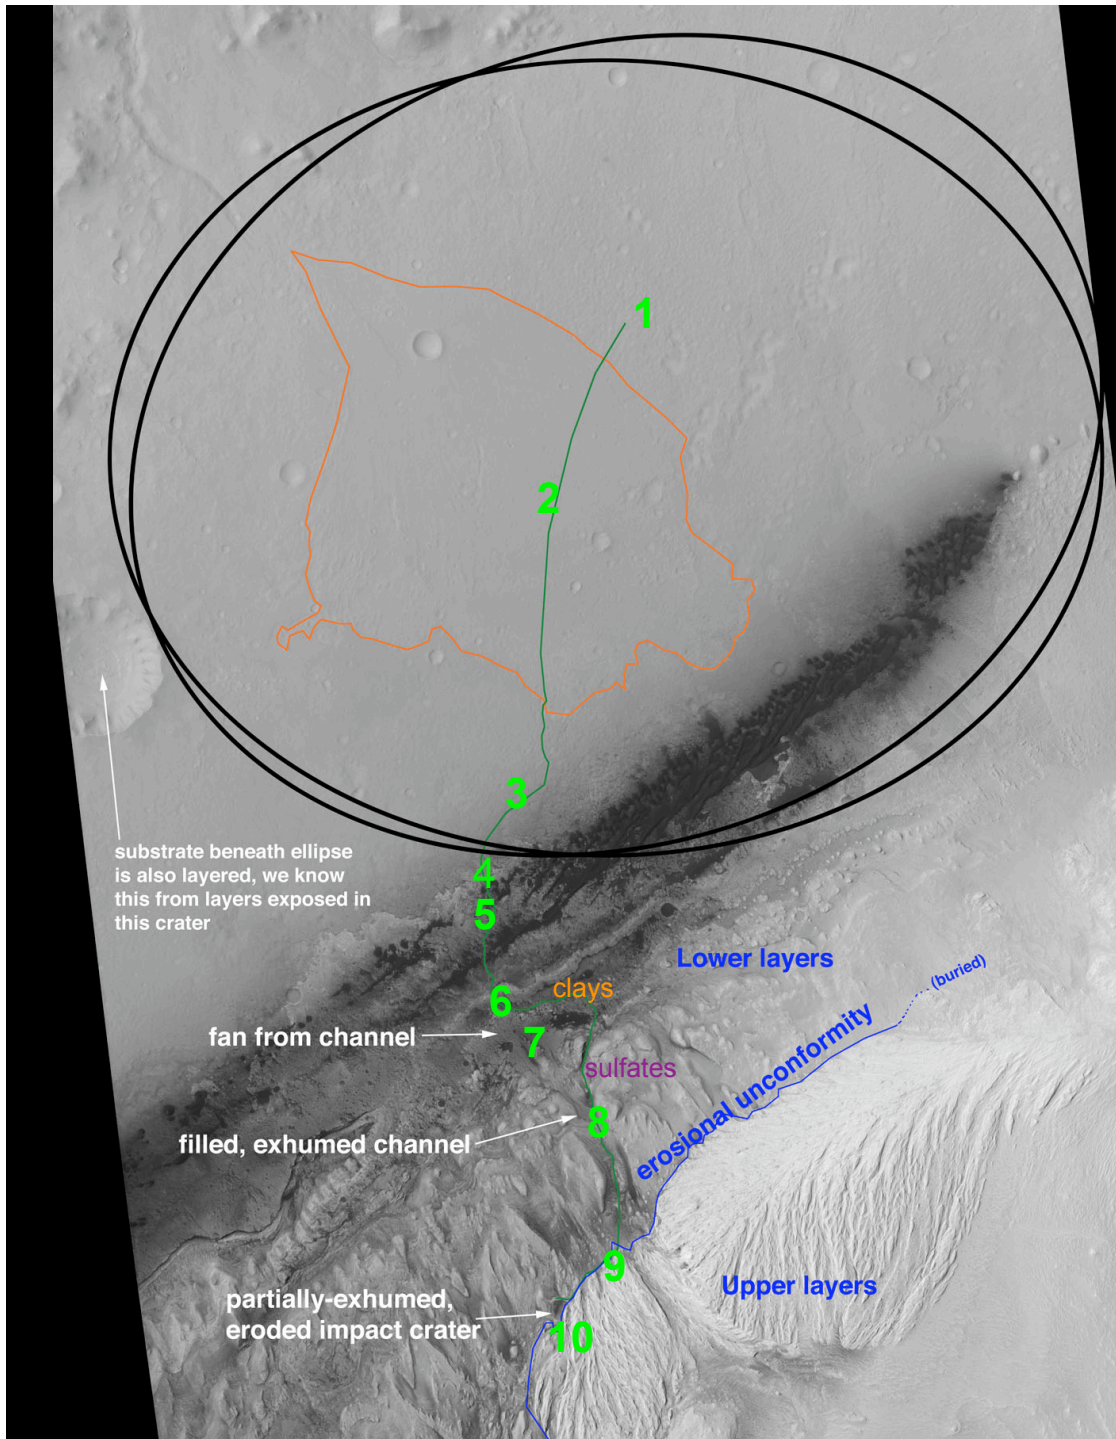 1
2
3
substrate beneath ellipse
is also layered, we know
this from layers exposed in
this crater
4
5
Lower layers
(buried)
6
clays
fan from channel
7
erosional unconformity
sulfates
8
filled, exhumed channel
9
Upper layers
partially-exhumed,
eroded impact crater
10